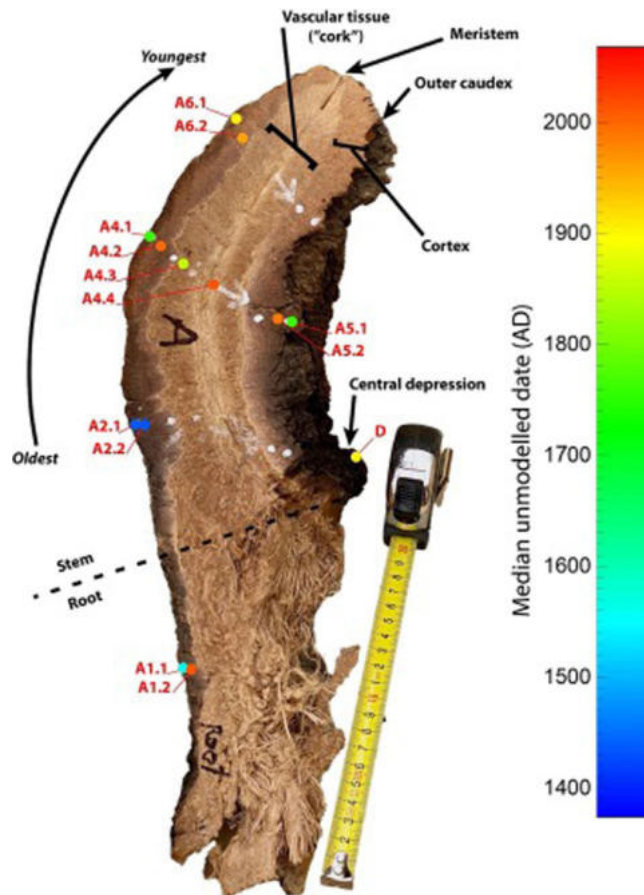 Vascular tissue
("cork")
Meristem
Youngest
Outer caudex
A6.1
A6.2
2000
1900
A4.1
A4.2
A4.3
A4.4
Cortex
A
A5.1
A5.2
1800
Central depression
A2.1
A2.2
D
Oldest
1700
Median unmodelled date (AD)
Stem
Root
1600
A1.1
A1.2
1500
Root
1400